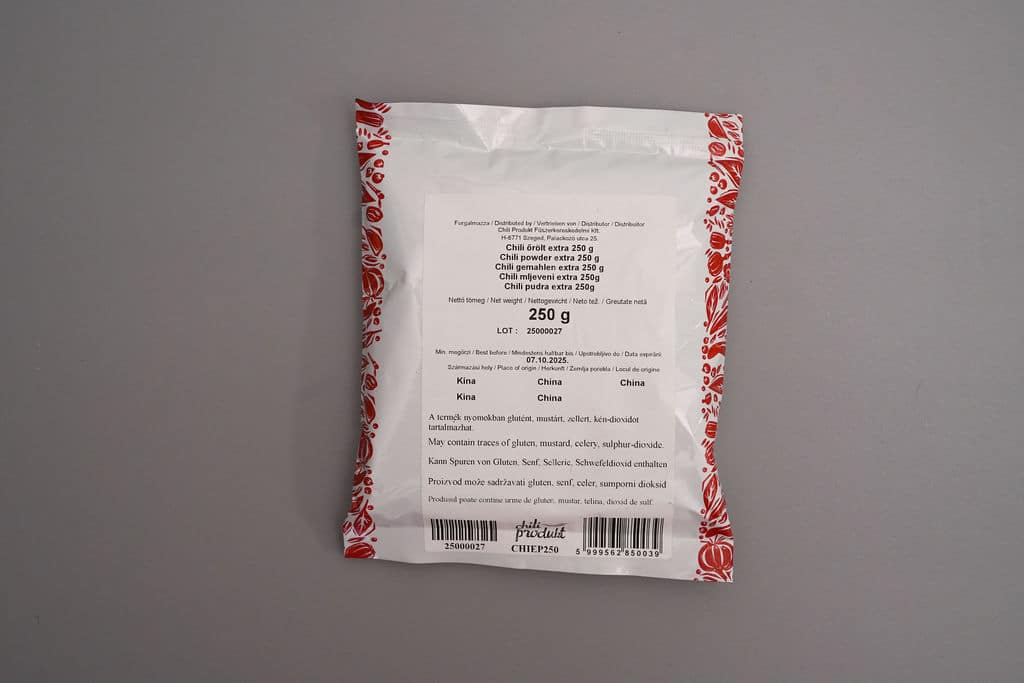 Forgalmazza / Distributed by / Vertrieben von / Distributor / Distribuitor
Chili Produkt Fűszerkereskedelmi Kft.
H-6771 Szeged, Palackozó utca 25.
Chili őrölt extra 250 g
Chili powder extra 250 g
Chili gemahlen extra 250 g
Chili mljeveni extra 250g
Chili pudra extra 250g
Nettó tömeg / Net weight / Nettogewicht / Neto tež. / Greutate netă
250 g
LOT : 25000027
Min. megőrzi / Best before / Mindestens haltbar bis / Upotrebljivo do / Data expirării
07.10.2025.
Származási hely / Place of origin / Herkunft / Zemlja porekla / Locul de origine
Kína China China
Kina China
A termék nyomokban glutént, mustárt, zellert, kén-dioxidot
tartalmazhat.
May contain traces of gluten, mustard, celery, sulphur-dioxide.
Kann Spuren von Gluten, Senf, Sellerie, Schwefeldioxid enthalten
Proizvod može sadržavati gluten, senf, celer, sumporni dioksid
Produsul poate contine urme de gluten, mustar, telina, dioxid de sulf.
chili
produkt
25000027 CHIEP250 5 999562 850039